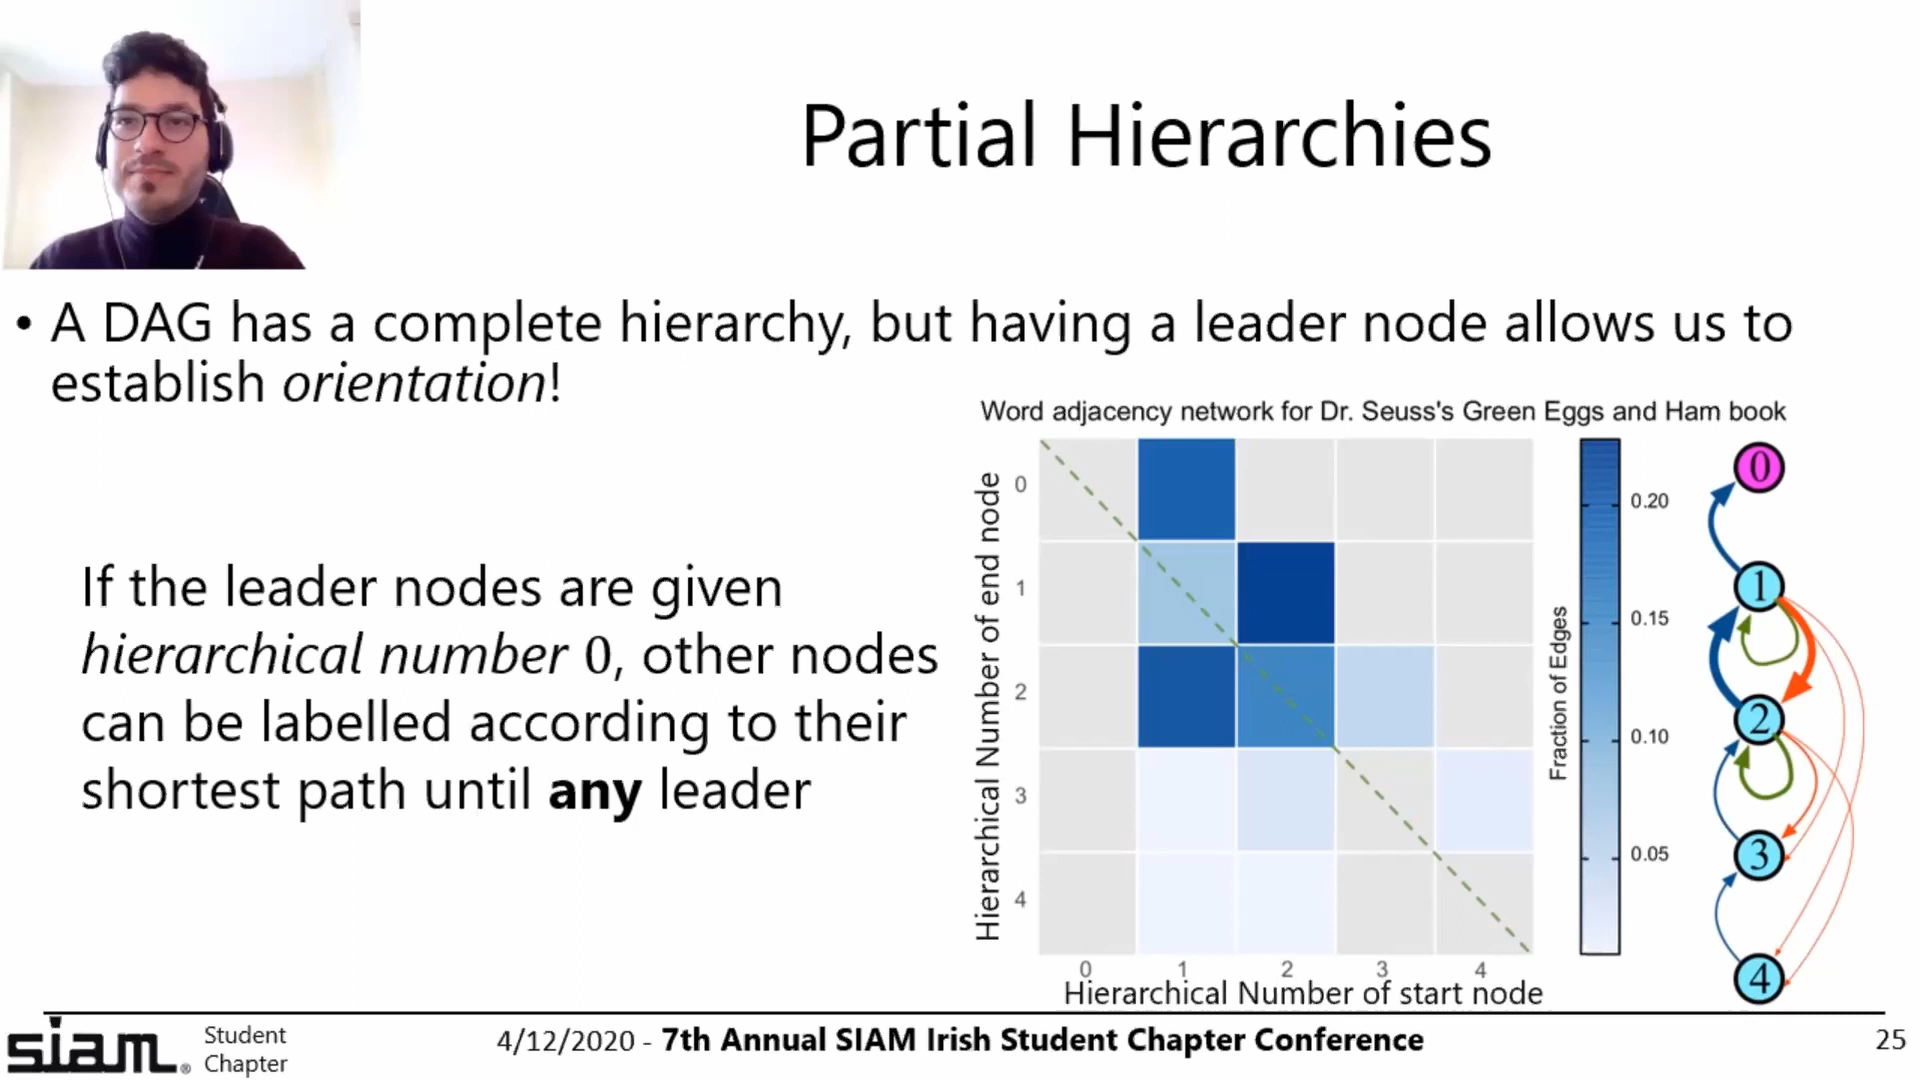 Partial Hierarchies
• A DAG has a complete hierarchy, but having a leader node allows us to
establish orientation!
If the leader nodes are given
hierarchical number 0, other nodes
can be labelled according to their
shortest path until any leader
Word adjacency network for Dr. Seuss's Green Eggs and Ham book
Hierarchical Number of end node
0
1
2
3
4
0 1 2 3 4
Hierarchical Number of start node
Fraction of Edges
0.20
0.15
0.10
0.05
0
1
2
3
4
siam® Student
Chapter
4/12/2020 - 7th Annual SIAM Irish Student Chapter Conference
25